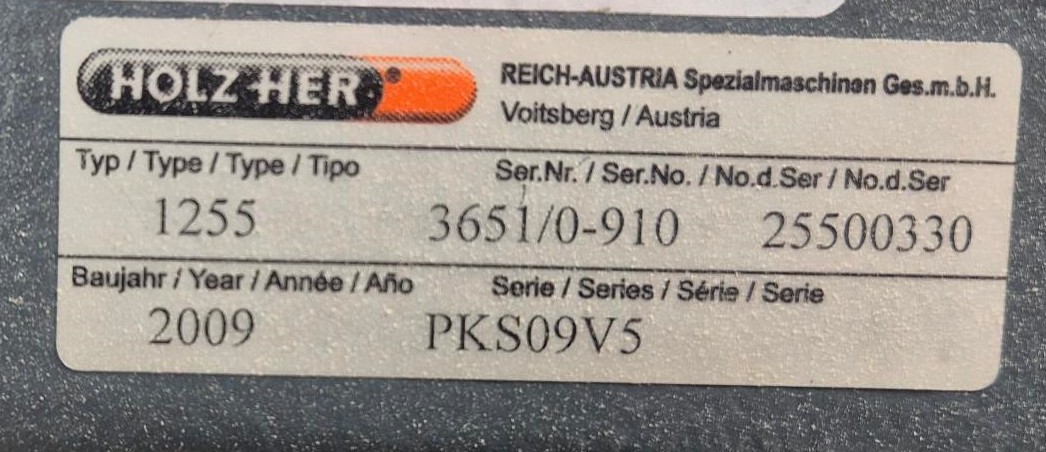 HOLZ-HER®
REICH-AUSTRIA Spezialmaschinen Ges.m.b.H.
Voitsberg / Austria
Typ / Type / Type / Tipo
Ser.Nr. / Ser.No. / No.d.Ser / No.d.Ser
1255 3651/0-910 25500330
Baujahr / Year / Année / Año
Serie / Series / Série / Serie
2009 PKS09V5